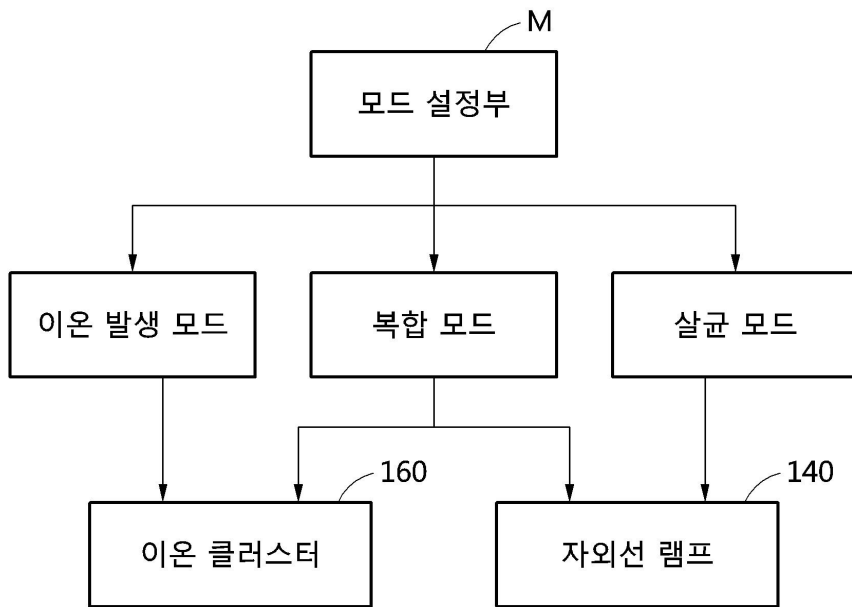 M
모드 설정부
이온 발생 모드
복합 모드
살균 모드
160
140
이온 클러스터
자외선 램프